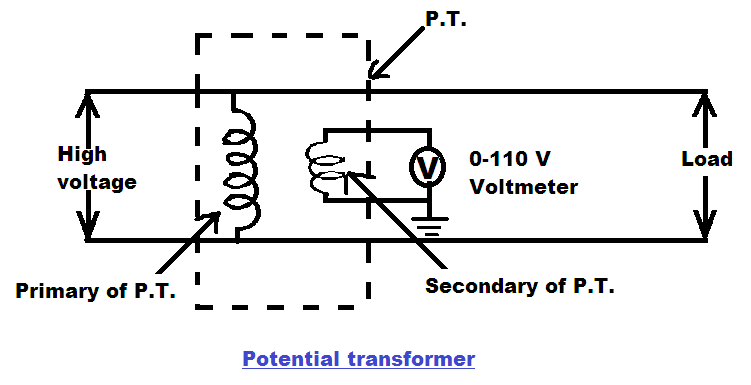 P.T.
High
voltage
V
0-110 V
Voltmeter
Load
Primary of P.T.
Secondary of P.T.
Potential transformer